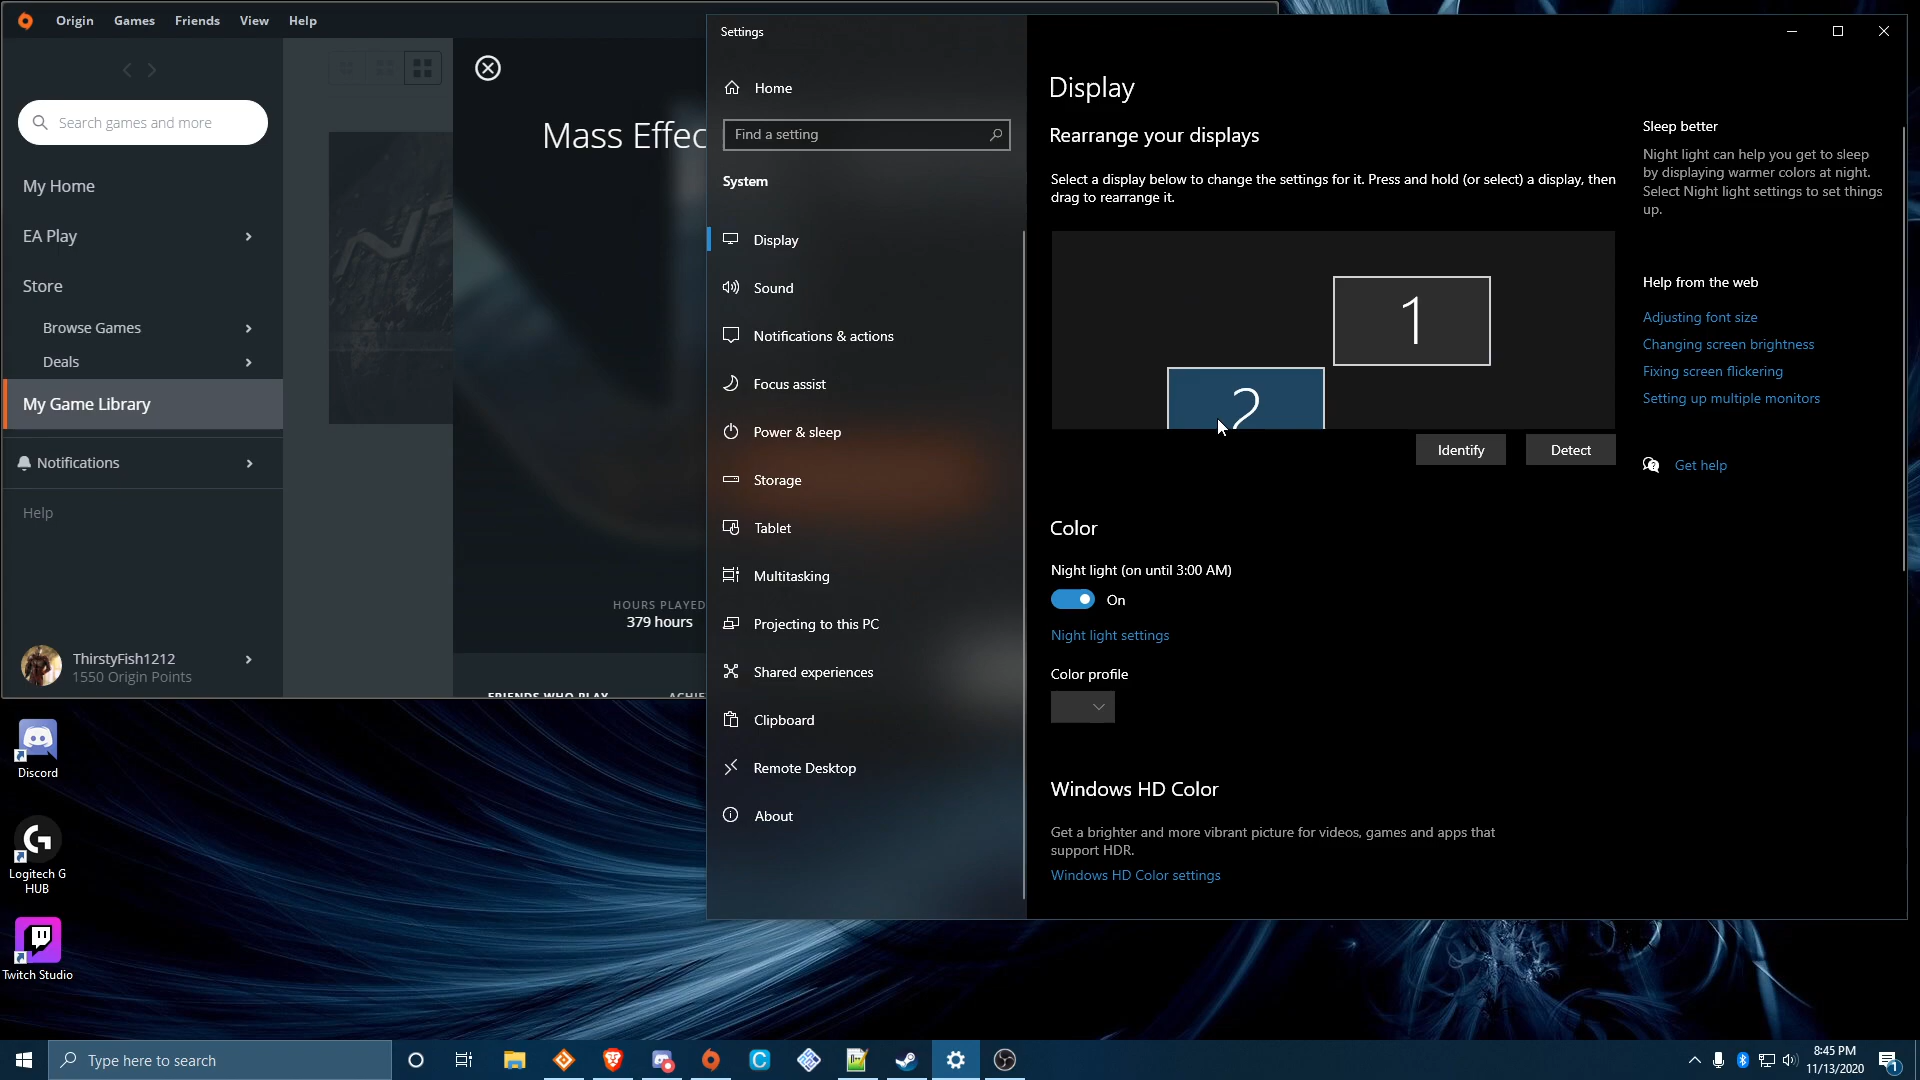 Origin
Games
Friends
View
Help
Search games and more
My Home
EA Play
Store
Browse Games
Deals
My Game Library
Notifications
Help
ThirstyFish1212
1550 Origin Points
Mass Effec
HOURS PLAYED
379 hours
FRIENDS WHO PLAY
ACHIE
Settings
Home
Find a setting
System
Display
Sound
Notifications & actions
Focus assist
Power & sleep
Storage
Tablet
Multitasking
Projecting to this PC
Shared experiences
Clipboard
Remote Desktop
About
Display
Rearrange your displays
Select a display below to change the settings for it. Press and hold (or select) a display, then
drag to rearrange it.
1
2
Identify
Detect
Color
Night light (on until 3:00 AM)
On
Night light settings
Color profile
Windows HD Color
Get a brighter and more vibrant picture for videos, games and apps that
support HDR.
Windows HD Color settings
Sleep better
Night light can help you get to sleep
by displaying warmer colors at night.
Select Night light settings to set things
up.
Help from the web
Adjusting font size
Changing screen brightness
Fixing screen flickering
Setting up multiple monitors
Get help
Discord
Logitech G
HUB
Twitch Studio
Type here to search
8:45 PM
11/13/2020
1